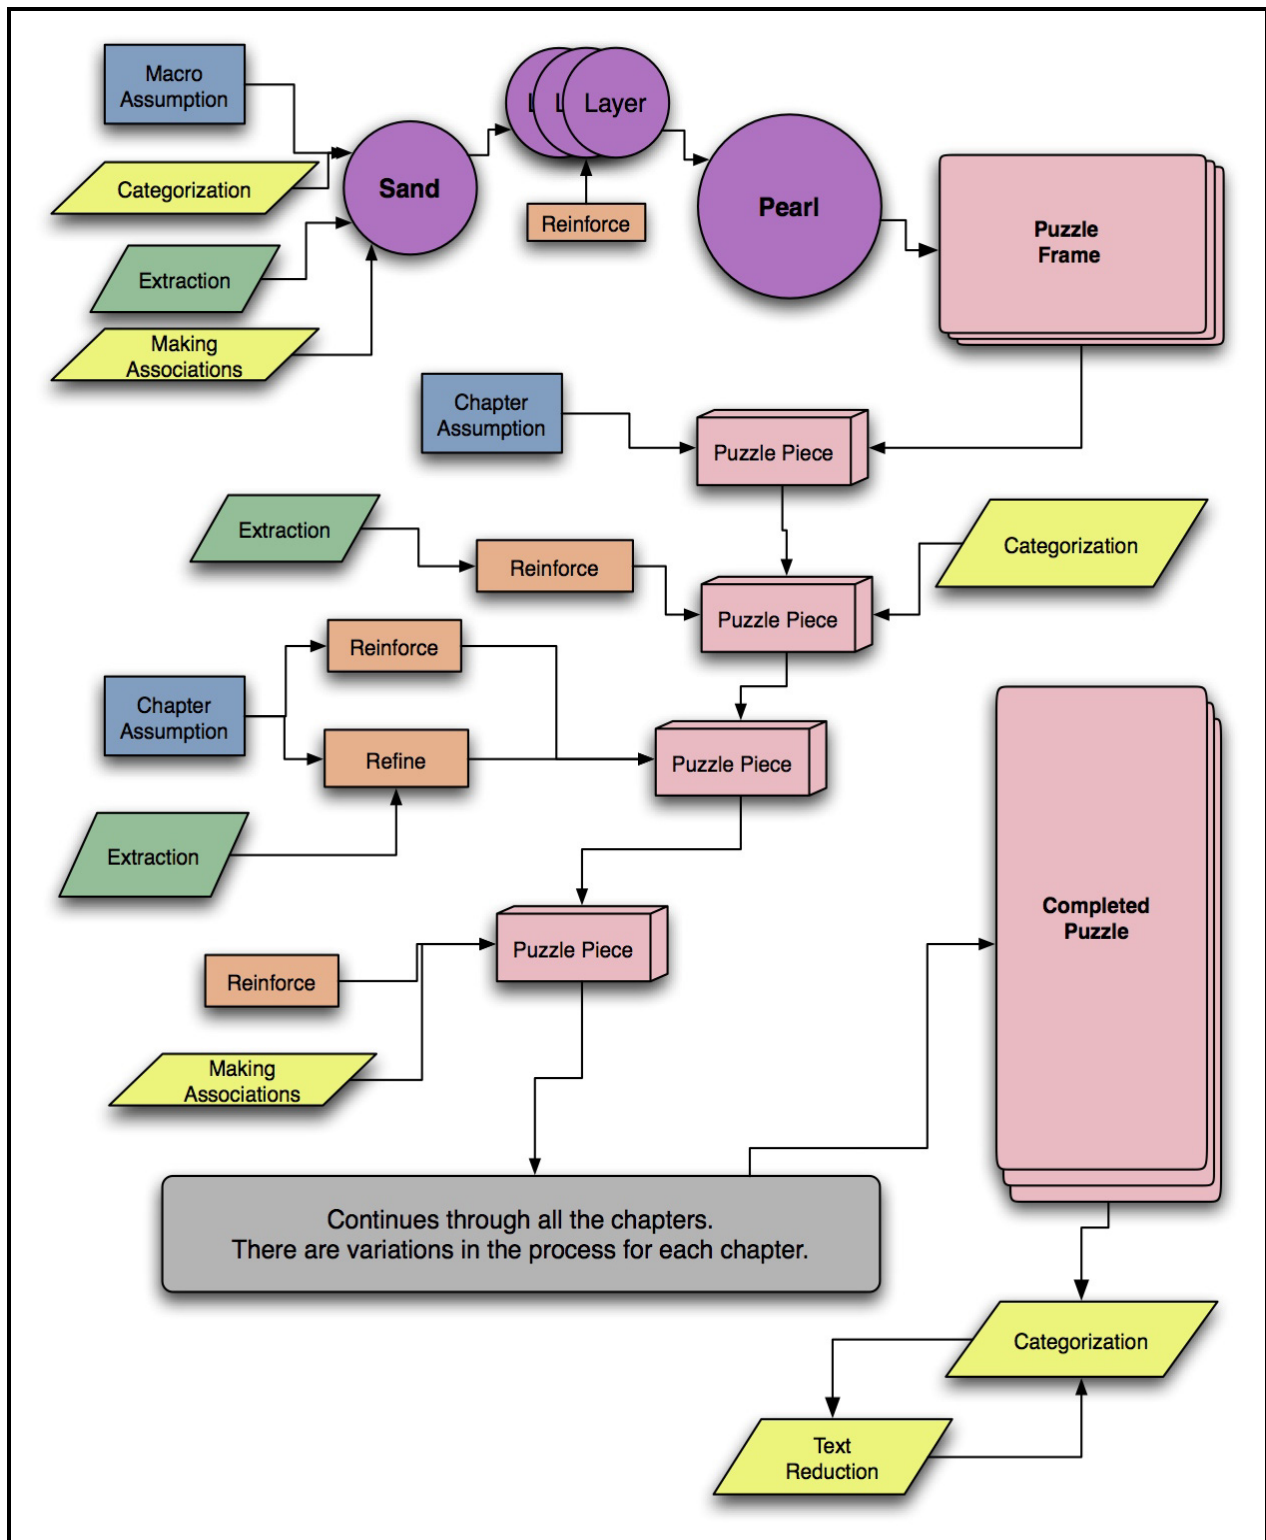 Macro
Assumption
Categorization
Extraction
Making
Associations
Sand
L
L
Layer
Reinforce
Pearl
Puzzle
Frame
Chapter
Assumption
Puzzle Piece
Extraction
Reinforce
Puzzle Piece
Categorization
Reinforce
Chapter
Assumption
Refine
Puzzle Piece
Extraction
Puzzle Piece
Reinforce
Making
Associations
Completed
Puzzle
Continues through all the chapters.
There are variations in the process for each chapter.
Categorization
Text
Reduction